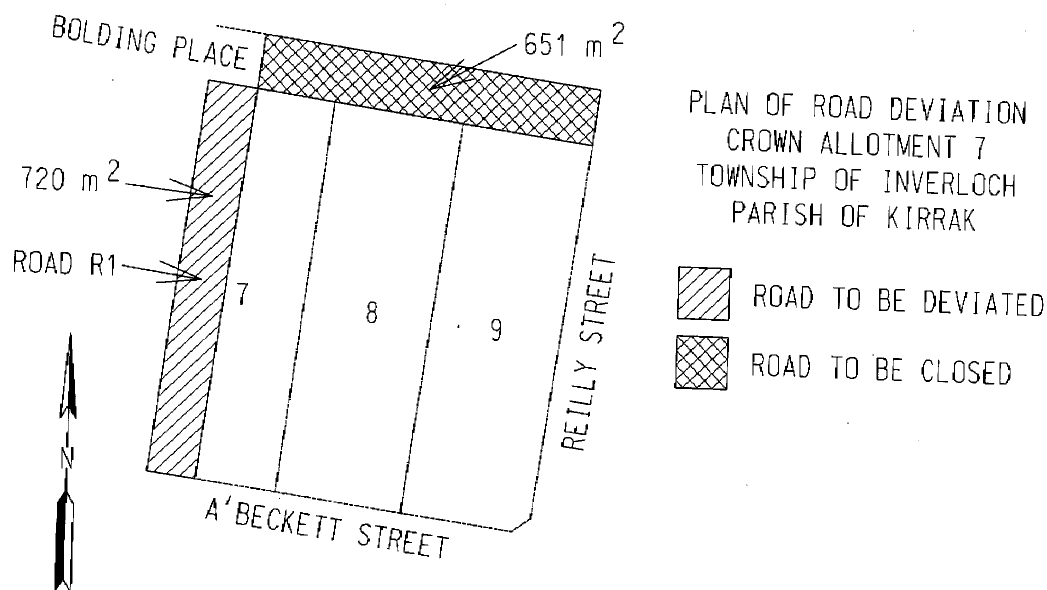 BOLDING PLACE
651 m²
720 m²
ROAD R1
7
8
9
REILLY STREET
A'BECKETT STREET
N
PLAN OF ROAD DEVIATION
CROWN ALLOTMENT 7
TOWNSHIP OF INVERLOCH
PARISH OF KIRRAK
ROAD TO BE DEVIATED
ROAD TO BE CLOSED